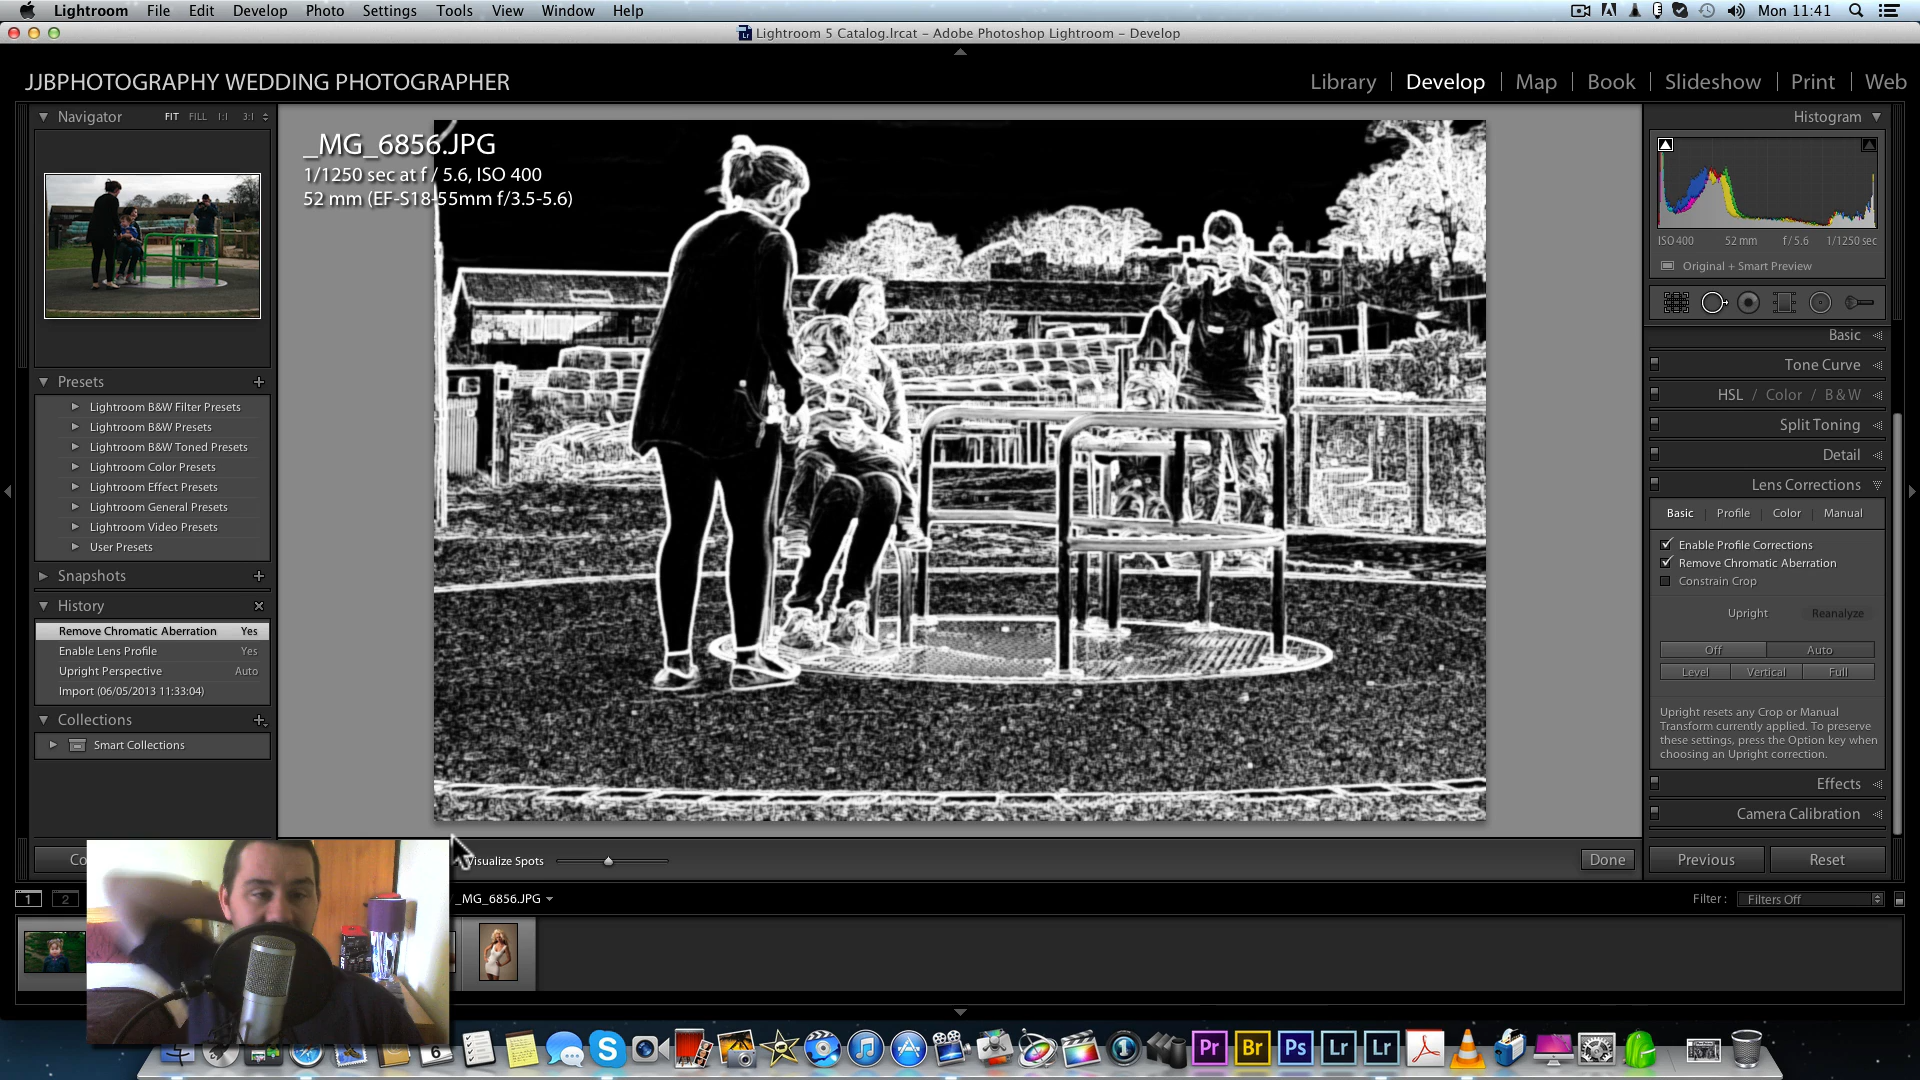 Lightroom File Edit Develop Photo Settings Tools View Window Help Mon 11:41
Lightroom 5 Catalog.lrcat - Adobe Photoshop Lightroom - Develop
JJBPHOTOGRAPHY WEDDING PHOTOGRAPHER
Library | Develop | Map | Book | Slideshow | Print | Web
Navigator FIT FILL 1:1 3:1
Presets +
Lightroom B&W Filter Presets
Lightroom B&W Presets
Lightroom B&W Toned Presets
Lightroom Color Presets
Lightroom Effect Presets
Lightroom General Presets
Lightroom Video Presets
User Presets
Snapshots +
History ×
Remove Chromatic Aberration Yes
Enable Lens Profile Yes
Upright Perspective Auto
Import (06/05/2013 11:33:04)
Collections +
Smart Collections
Co
_MG_6856.JPG
1/1250 sec at f / 5.6, ISO 400
52 mm (EF-S18-55mm f/3.5-5.6)
Visualize Spots
Done
Histogram
ISO 400 52 mm f / 5.6 1/1250 sec
Original + Smart Preview
Basic
Tone Curve
HSL / Color / B & W
Split Toning
Detail
Lens Corrections
Basic | Profile | Color | Manual
Enable Profile Corrections
Remove Chromatic Aberration
Constrain Crop
Upright Reanalyze
Off Auto
Level Vertical Full
Upright resets any Crop or Manual
Transform currently applied. To preserve
these settings, press the Option key when
choosing an Upright correction.
Effects
Camera Calibration
Previous Reset
1 2
_MG_6856.JPG
Filter : Filters Off
6 S 1 Pr Br Ps Lr Lr